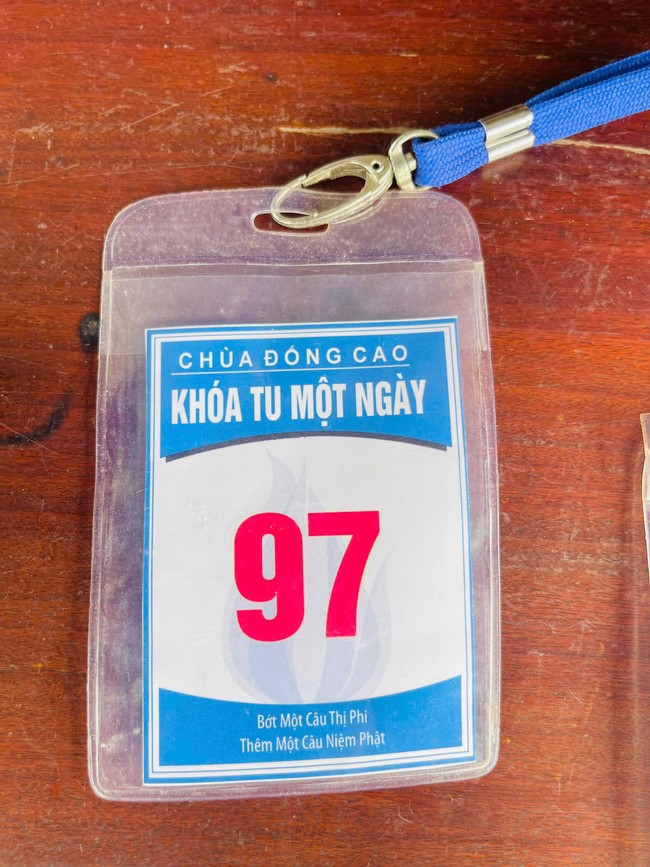 CHÙA ĐỒNG CAO
KHÓA TU MỘT NGÀY
97
Bớt Một Câu Thị Phi
Thêm Một Câu Niệm Phật